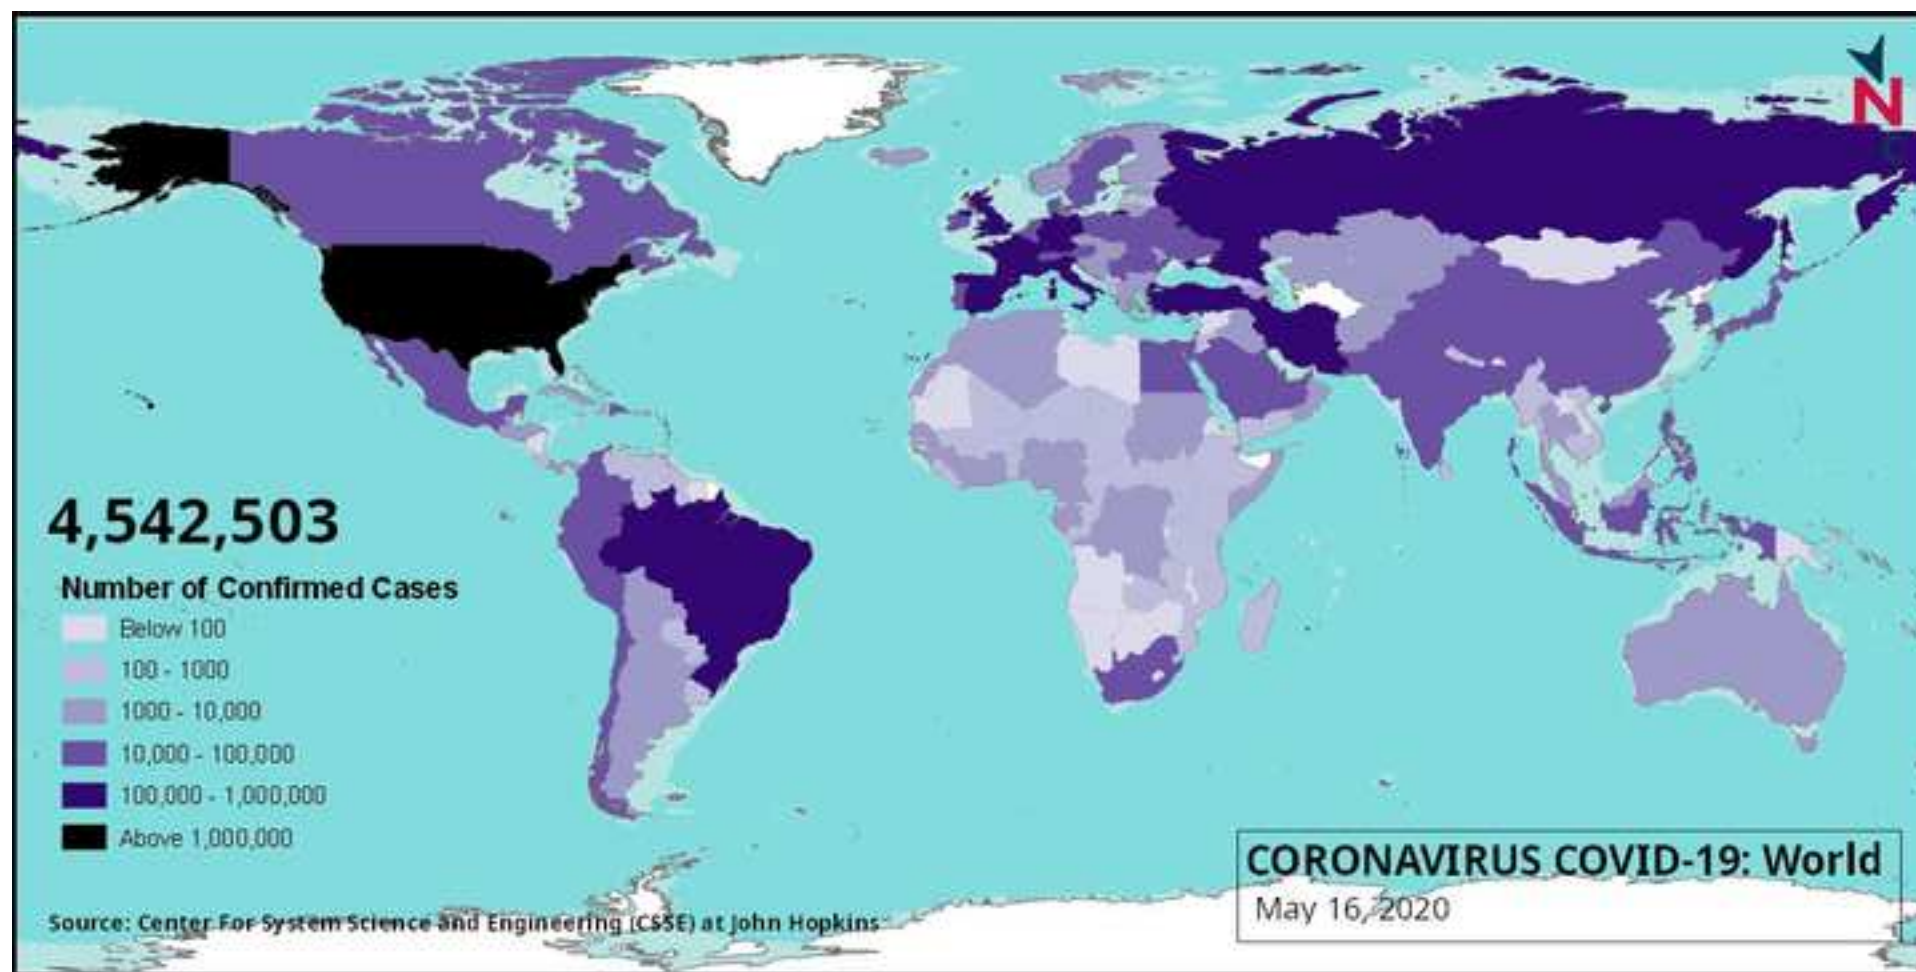 N
4,542,503
Number of Confirmed Cases
Below 100
100 - 1000
1000 - 10,000
10,000 - 100,000
100,000 - 1,000,000
Above 1,000,000
CORONAVIRUS COVID-19: World
May 16, 2020
Source: Center For System Science and Engineering (CSSE) at John Hopkins